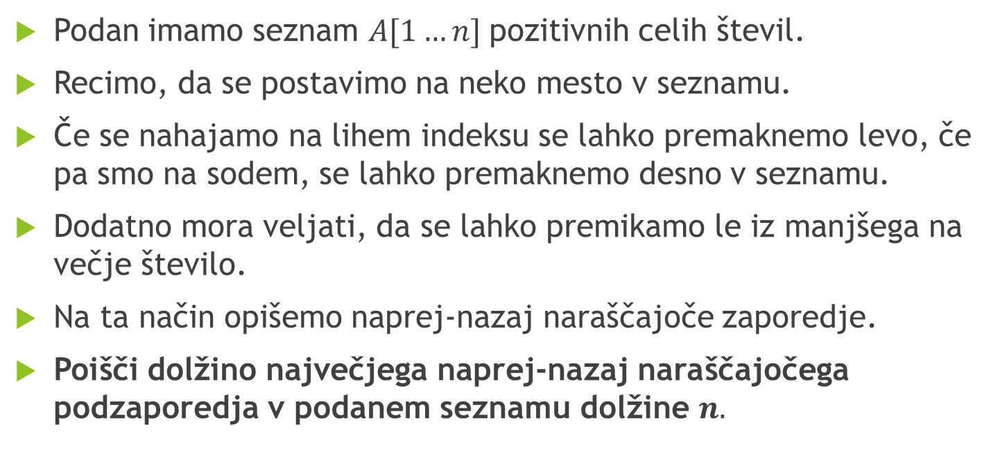 Podan imamo seznam A[1 … n] pozitivnih celih števil.
Recimo, da se postavimo na neko mesto v seznamu.
Če se nahajamo na lihem indeksu se lahko premaknemo levo, če
pa smo na sodem, se lahko premaknemo desno v seznamu.
Dodatno mora veljati, da se lahko premikamo le iz manjšega na
večje število.
Na ta način opišemo naprej-nazaj naraščajoče zaporedje.
Poišči dolžino največjega naprej-nazaj naraščajočega
podzaporedja v podanem seznamu dolžine n.